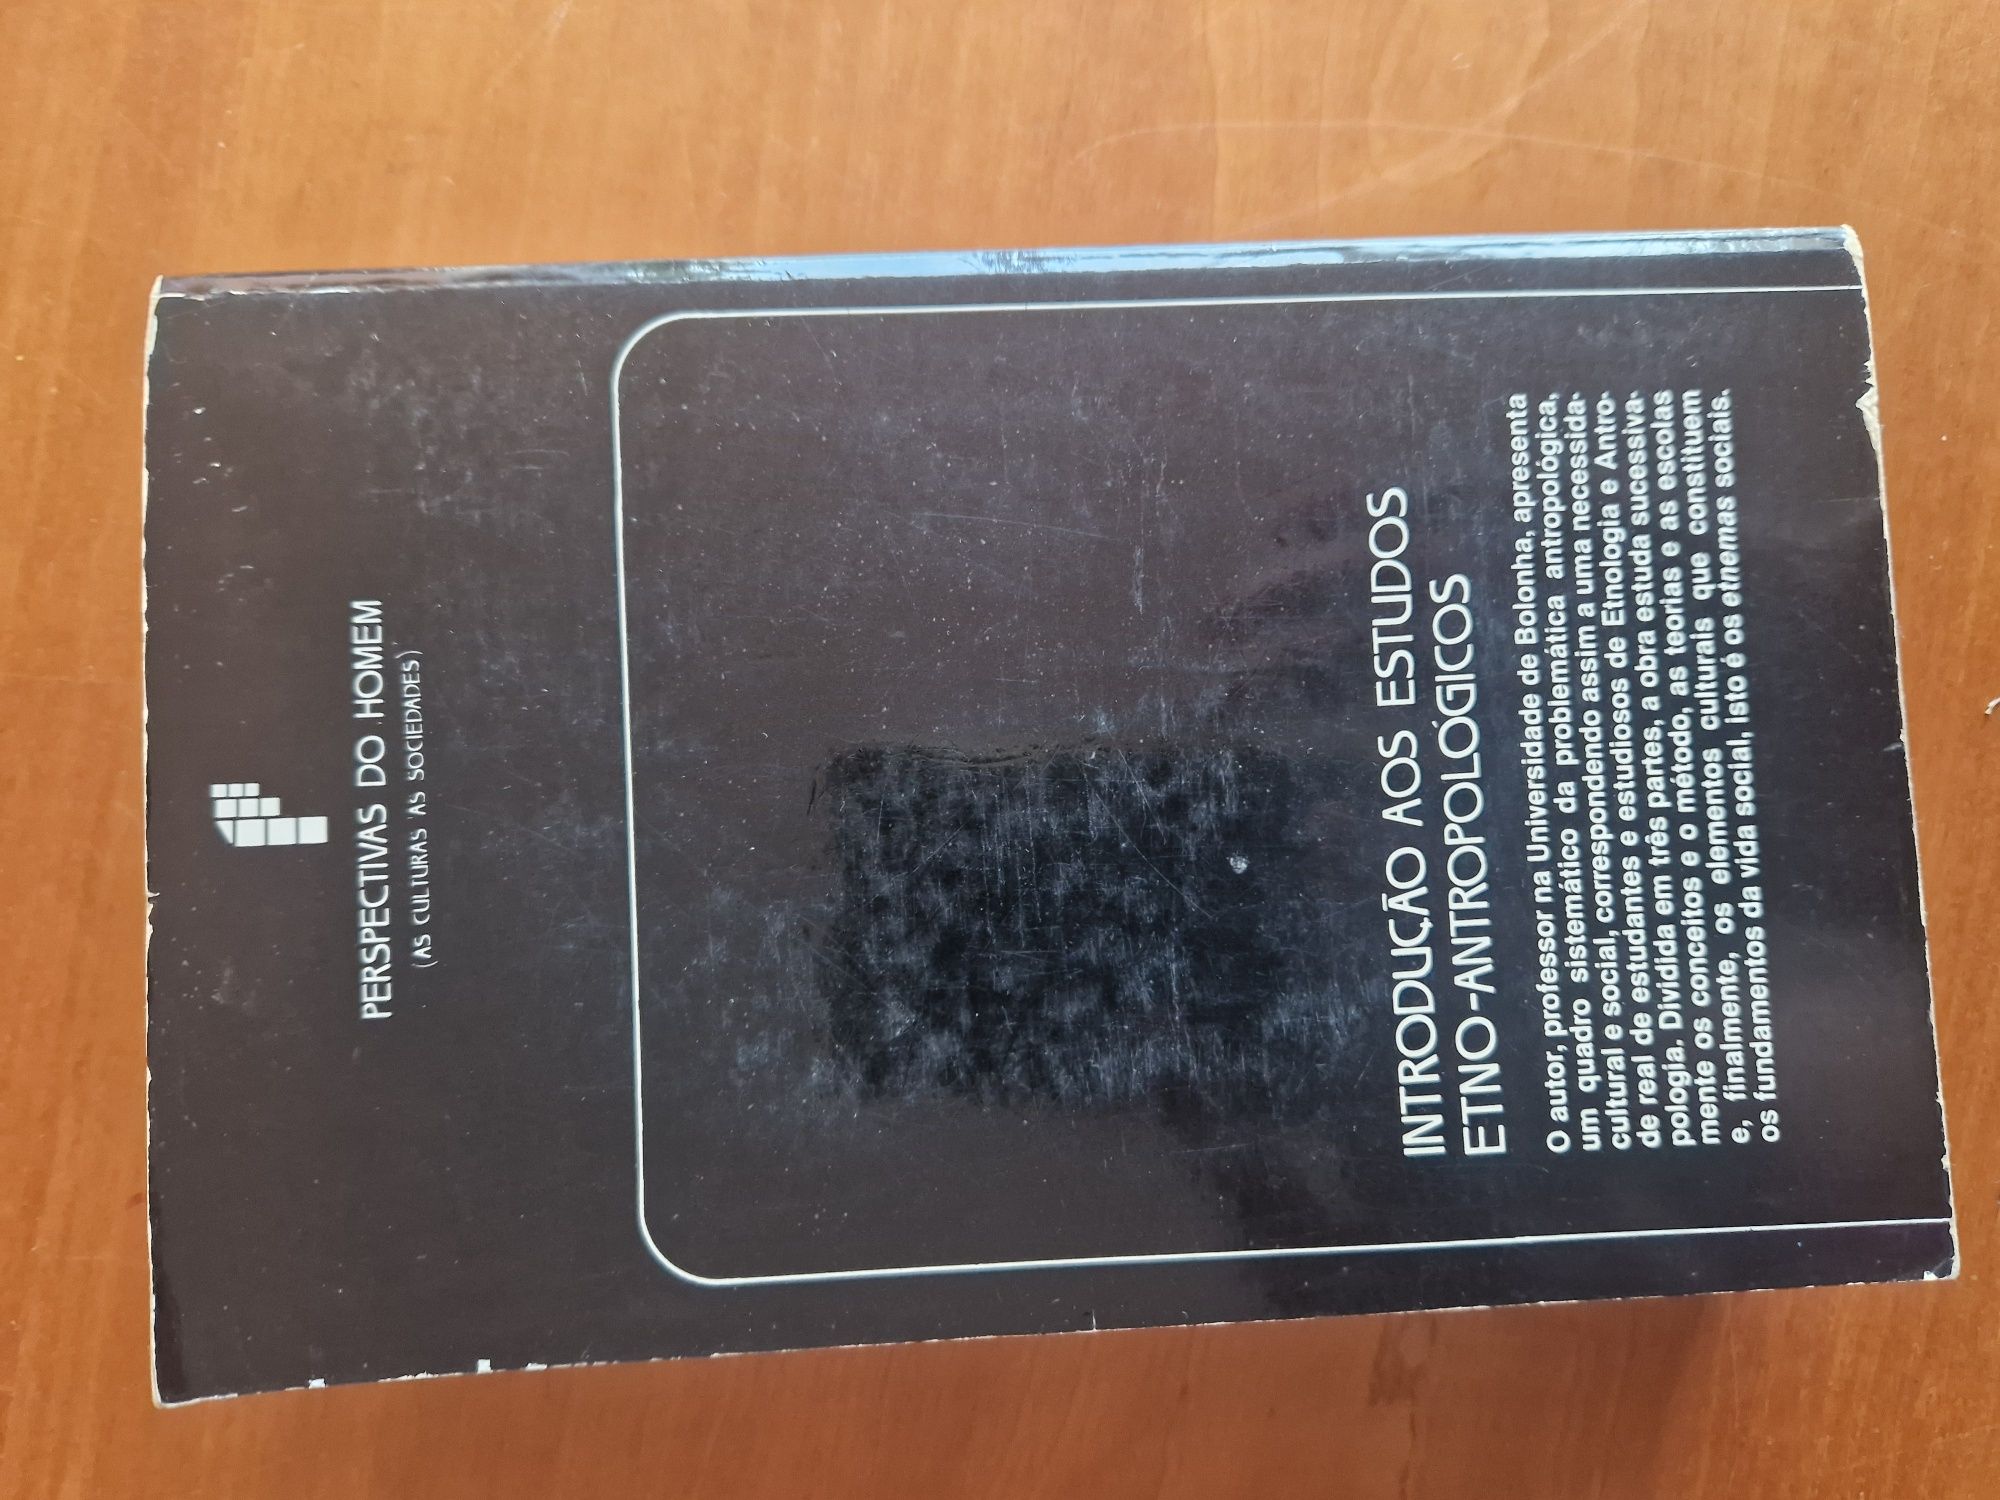 PERSPECTIVAS DO HOMEM
(AS CULTURAS AS SOCIEDADES)
INTRODUÇÃO AOS ESTUDOS
ETNO-ANTROPOLÓGICOS
O autor, professor na Universidade de Bolonha, apresenta
um quadro sistemático da problemática antropológica,
cultural e social, correspondendo assim a uma necessida-
de real de estudantes e estudiosos de Etnologia e Antro-
pologia. Dividida em três partes, a obra estuda sucessiva-
mente os conceitos e o método, as teorias e as escolas
e, finalmente, os elementos culturais que constituem
os fundamentos da vida social, isto é os etnemas sociais.